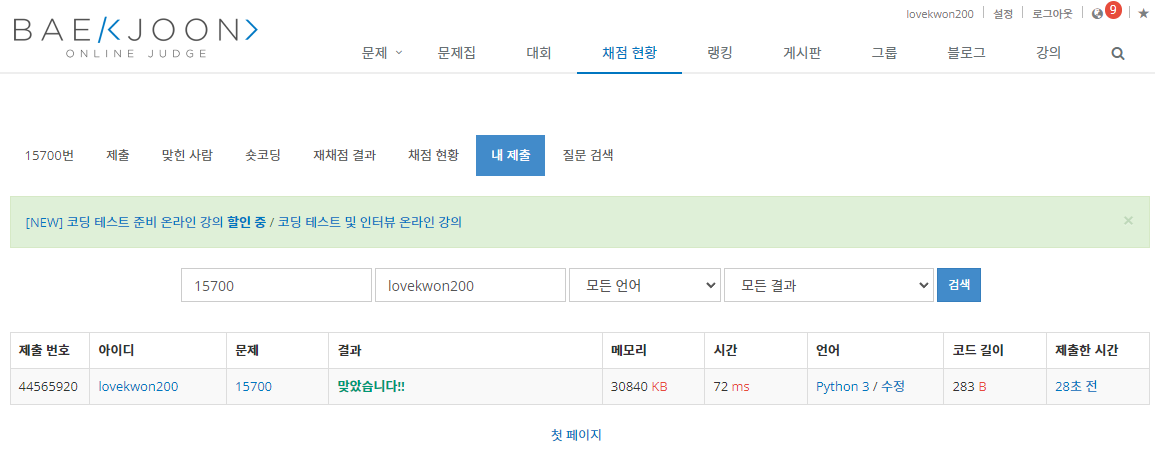 lovekwon200 설정 로그아웃 9
BAEKJOON
ONLINE JUDGE
문제 문제집 대회 채점 현황 랭킹 게시판 그룹 블로그 강의
15700번 제출 맞힌 사람 숏코딩 재채점 결과 채점 현황 내 제출 질문 검색
[NEW] 코딩 테스트 준비 온라인 강의 할인 중 / 코딩 테스트 및 인터뷰 온라인 강의 ×
15700 lovekwon200 모든 언어 모든 결과 검색
제출 번호 아이디 문제 결과 메모리 시간 언어 코드 길이 제출한 시간
44565920 lovekwon200 15700 맞았습니다!! 30840 KB 72 ms Python 3 / 수정 283 B 28초 전
첫 페이지